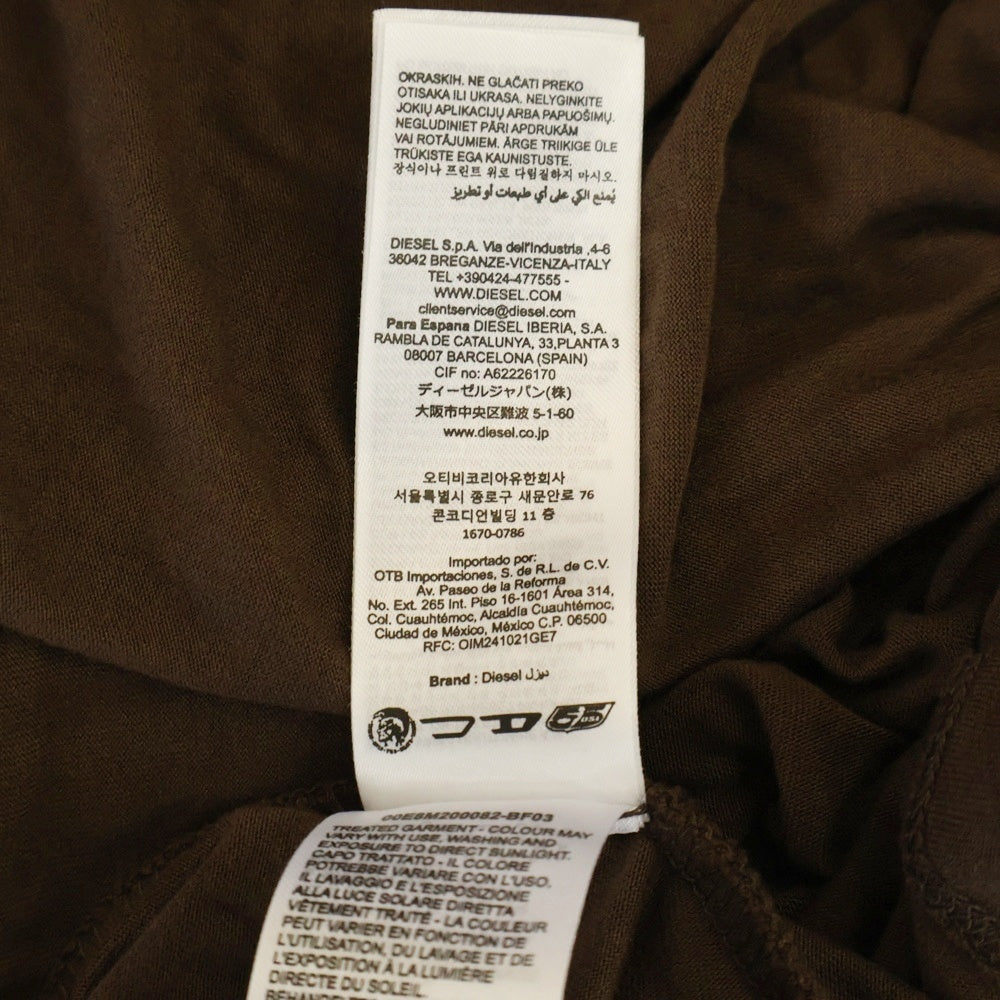 OKRASKIH. NE GLAČATI PREKO
OTISAKA ILI UKRASA. NELYGINKITE
JOKIŲ APLIKACIJŲ ARBA PAPUOŠIMŲ.
NEGLUDINIET PĀRI APDRUKĀM
VAI ROTĀJUMIEM. ÄRGE TRIIKIGE ÜLE
TRÜKISTE EGA KAUNISTUSTE.
장식이나 프린트 위로 다림질하지 마시오.
يُمنع الكي على أي طبعات أو تطريز
DIESEL S.p.A. Via dell'Industria ,4-6
36042 BREGANZE-VICENZA-ITALY
TEL +390424-477555 -
WWW.DIESEL.COM
clientservice@diesel.com
Para Espana DIESEL IBERIA, S.A.
RAMBLA DE CATALUNYA, 33,PLANTA 3
08007 BARCELONA (SPAIN)
CIF no: A62226170
ディーゼルジャパン(株)
大阪市中央区難波 5-1-60
www.diesel.co.jp
오티비코리아유한회사
서울특별시 종로구 새문안로 76
콘코디언빌딩 11 층
1670-0786
Importado por:
OTB Importaciones, S. de R.L. de C.V.
Av. Paseo de la Reforma
No. Ext. 265 Int. Piso 16-1601 Área 314,
Col. Cuauhtémoc, Alcaldía Cuauhtémoc,
Ciudad de México, México C.P. 06500
RFC: OIM241021GE7
Brand : Diesel ديزل
00E8M200082-BF03
TREATED GARMENT - COLOUR MAY
VARY WITH USE, WASHING AND
EXPOSURE TO DIRECT SUNLIGHT.
CAPO TRATTATO - IL COLORE
POTREBBE VARIARE CON L'USO,
IL LAVAGGIO E L'ESPOSIZIONE
ALLA LUCE SOLARE DIRETTA
VÊTEMENT TRAITÉ - LA COULEUR
PEUT VARIER EN FONCTION DE
L'UTILISATION, DU LAVAGE ET DE
L'EXPOSITION À LA LUMIÈRE
DIRECTE DU SOLEIL.